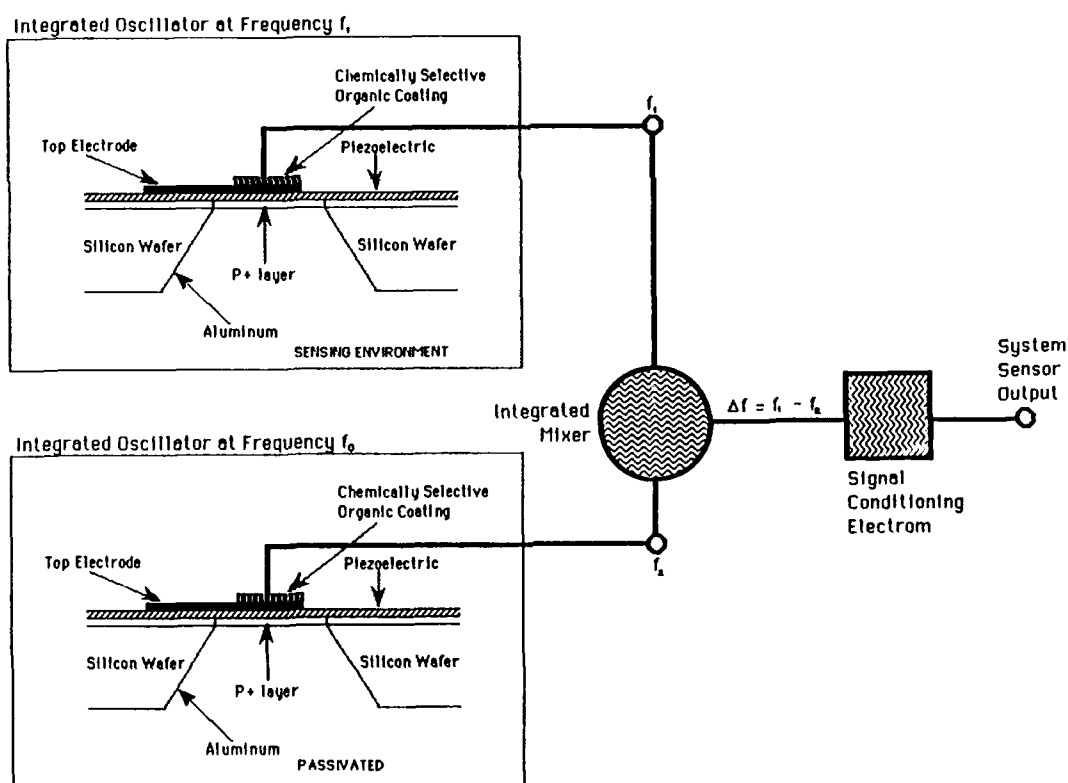 Integrated Oscillator at Frequency f₁
Chemically Selective
Organic Coating
Top Electrode
Piezoelectric
Silicon Wafer
Silicon Wafer
P+ layer
Aluminum
SENSING ENVIRONMENT
f₁
Integrated
Mixer
Δf = f₁ - f₂
System
Sensor
Output
Signal
Conditioning
Electrom
Integrated Oscillator at Frequency f₀
Chemically Selective
Organic Coating
Top Electrode
Piezoelectric
Silicon Wafer
Silicon Wafer
P+ layer
Aluminum
PASSIVATED
f₂